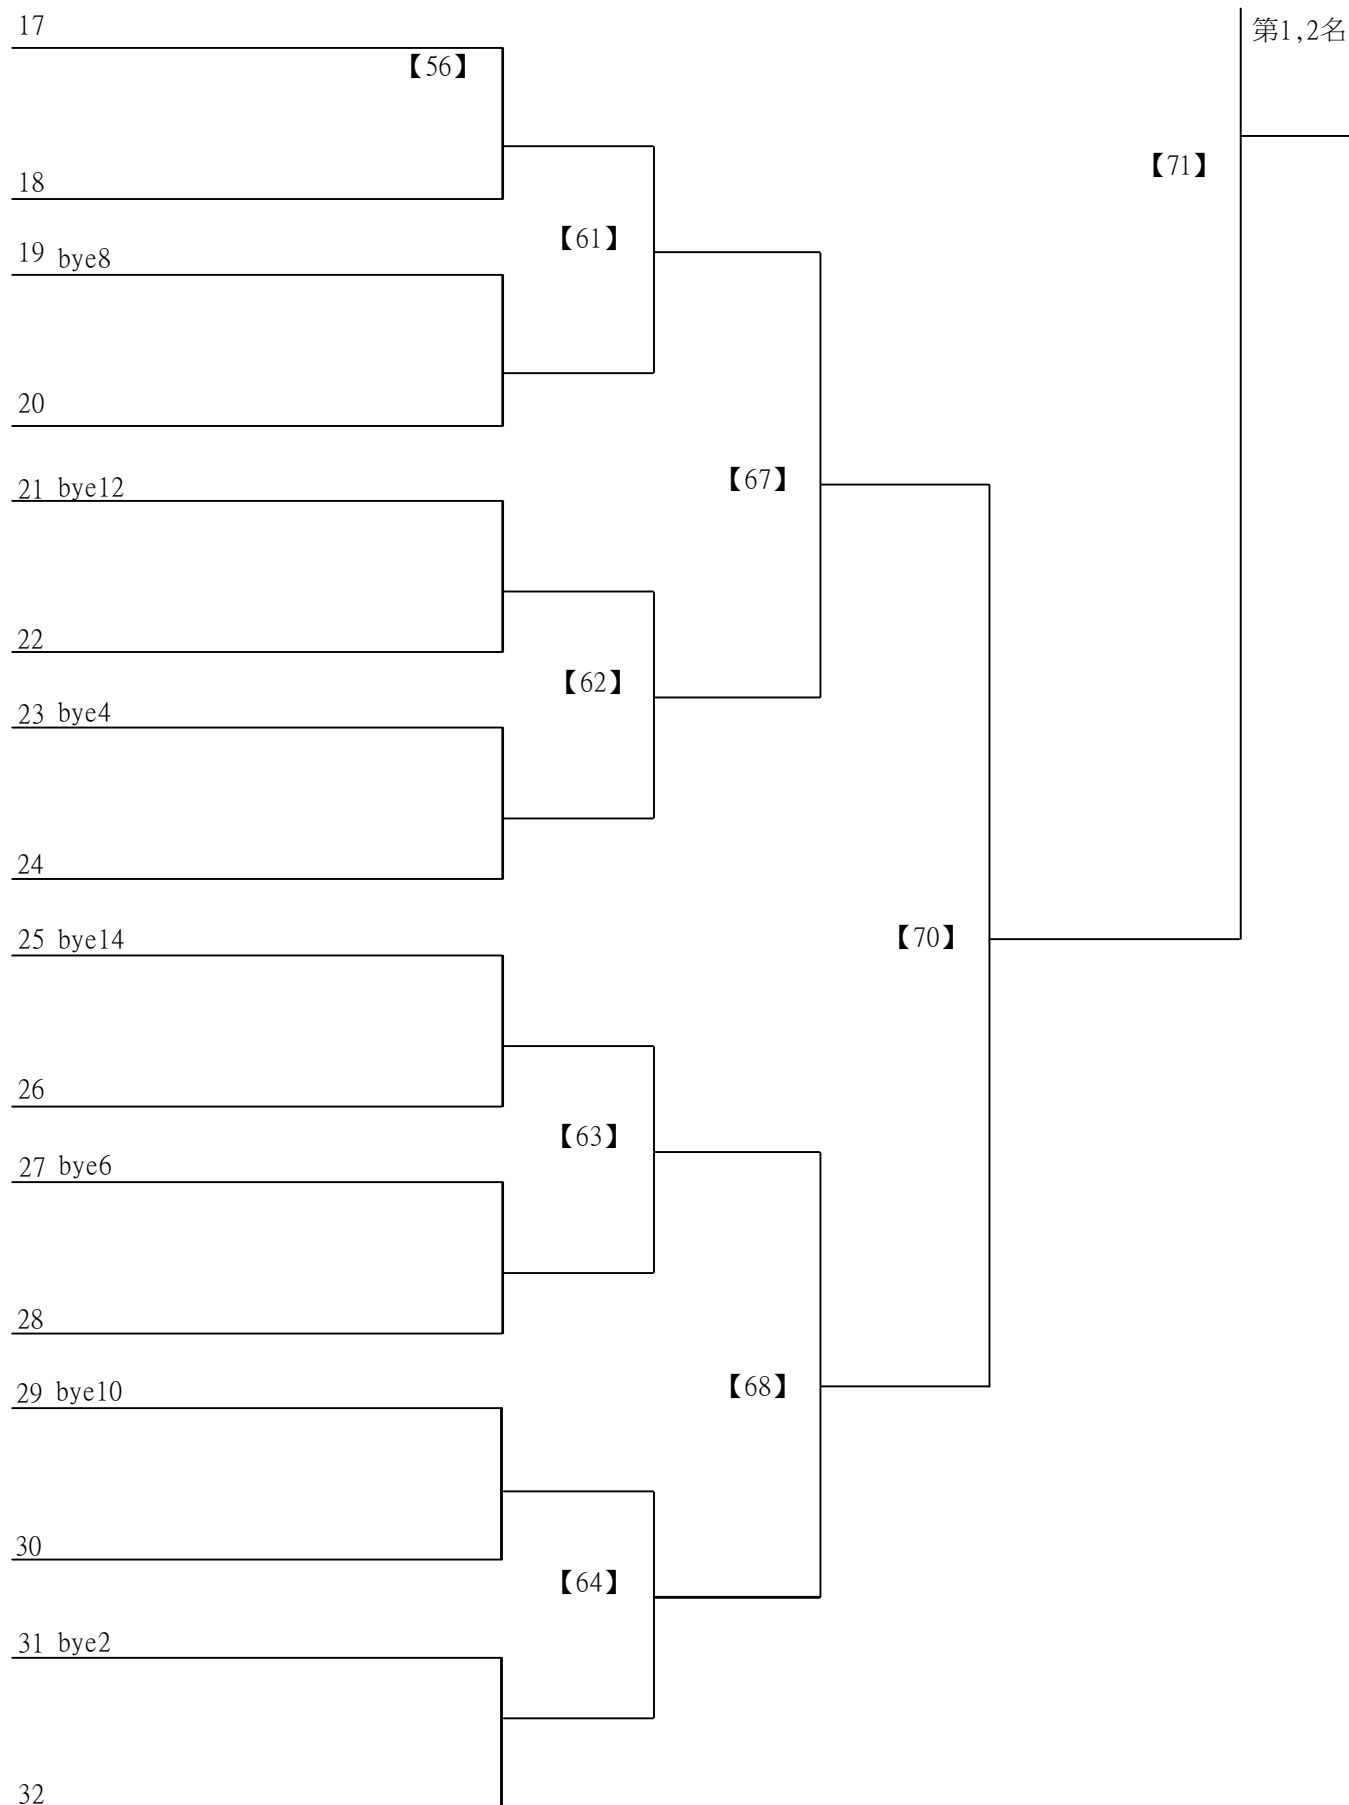 17
第1,2名
【56】
【71】
18
【61】
19 bye8
20
【67】
21 bye12
22
【62】
23 bye4
24
【70】
25 bye14
26
【63】
27 bye6
28
【68】
29 bye10
30
【64】
31 bye2
32